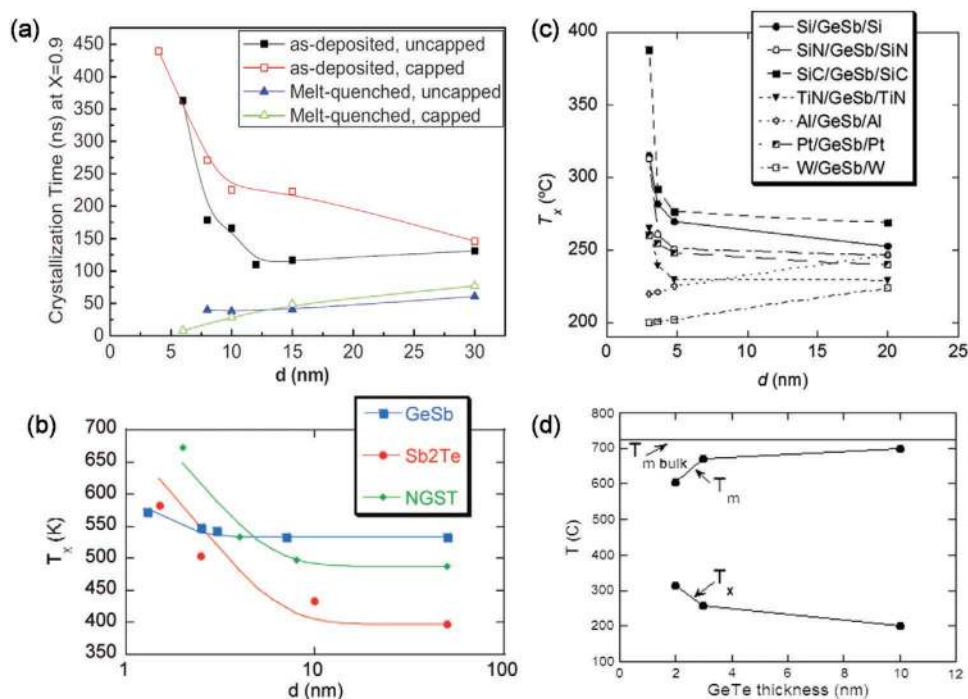 (a)
as-deposited, uncapped
as-deposited, capped
Melt-quenched, uncapped
Melt-quenched, capped
Crystallization Time (ns) at X=0.9
450
400
350
300
250
200
150
100
50
0
0 5 10 15 20 25 30
d (nm)
(c)
Si/GeSb/Si
SiN/GeSb/SiN
SiC/GeSb/SiC
TiN/GeSb/TiN
Al/GeSb/Al
Pt/GeSb/Pt
W/GeSb/W
Tx (°C)
400
350
300
250
200
0 5 10 15 20 25
d (nm)
(b)
GeSb
Sb2Te
NGST
Tx (K)
700
650
600
550
500
450
400
350
1 10 100
d (nm)
(d)
T (C)
800
700
600
500
400
300
200
100
Tm bulk
Tm
Tx
0 2 4 6 8 10 12
GeTe thickness (nm)